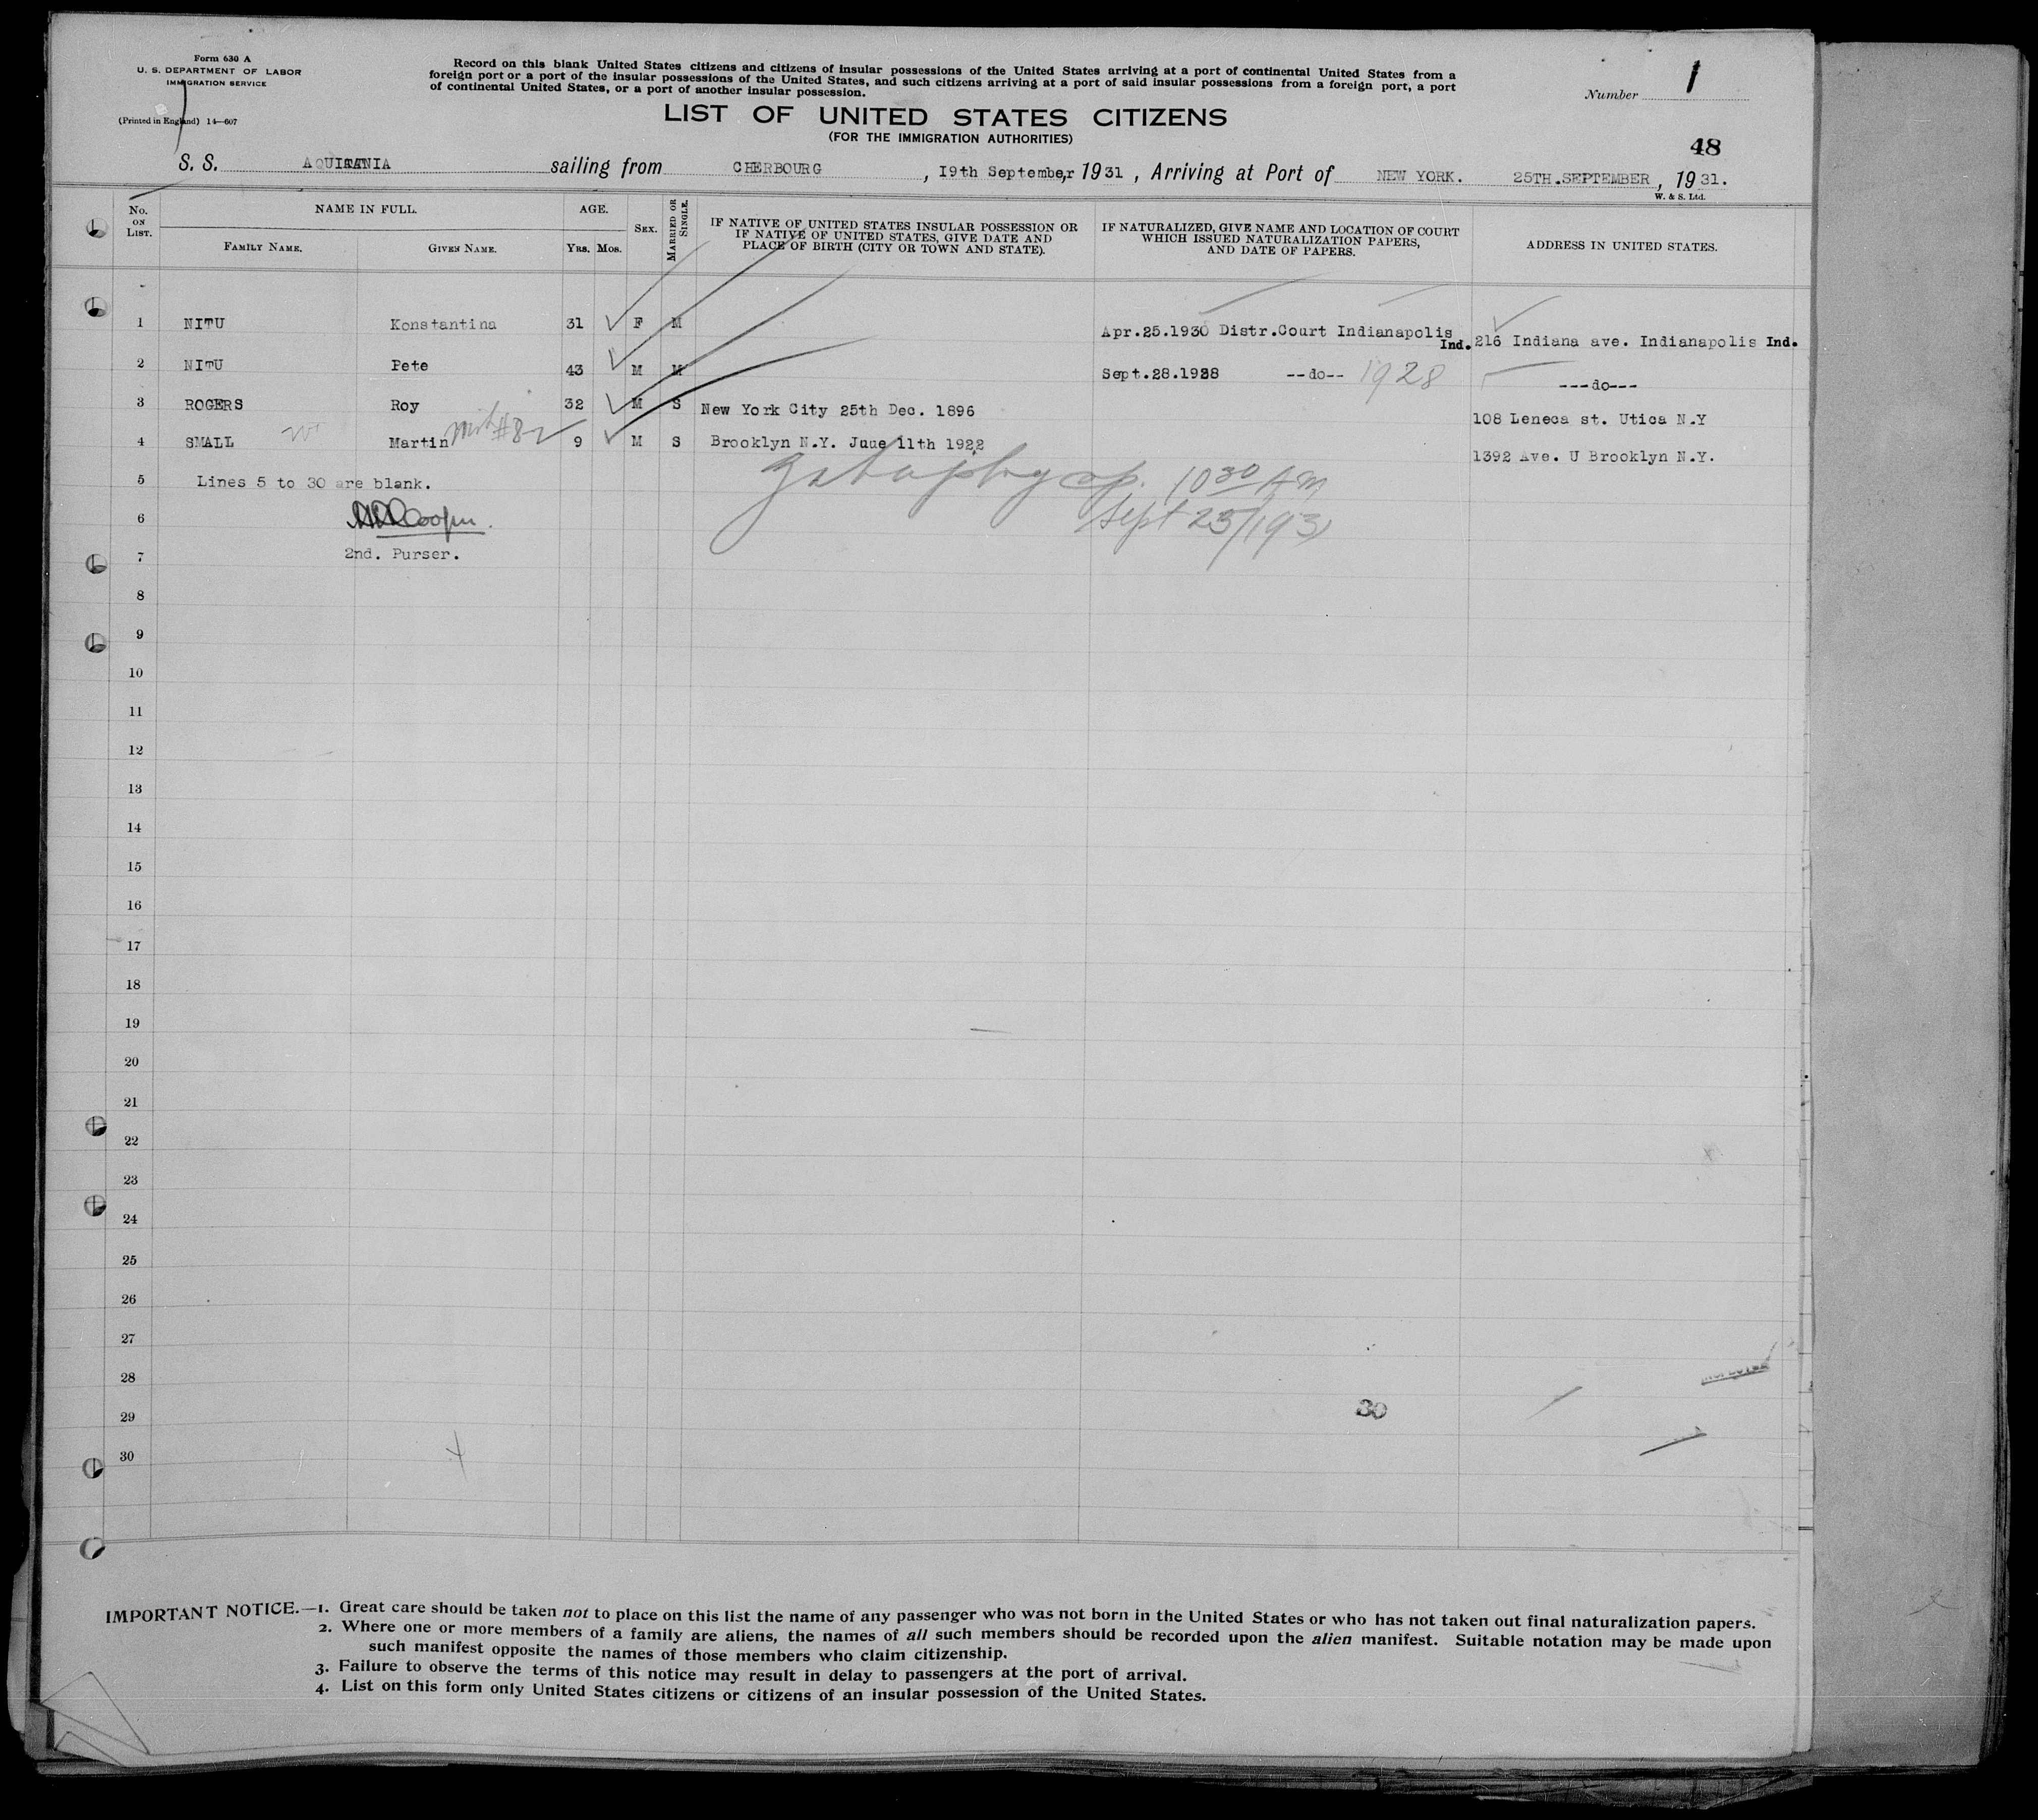 Form 630 A
U. S. DEPARTMENT OF LABOR
IMMIGRATION SERVICE
(Printed in England) 14—607
Record on this blank United States citizens and citizens of insular possessions of the United States arriving at a port of continental United States from a
foreign port or a port of the insular possessions of the United States, and such citizens arriving at a port of said insular possessions from a foreign port, a port
of continental United States, or a port of another insular possession.
Number 1
LIST OF UNITED STATES CITIZENS
(FOR THE IMMIGRATION AUTHORITIES)
48
S. S. AQUITANIA sailing from CHERBOURG, 19th September, 1931, Arriving at Port of NEW YORK. 25TH.SEPTEMBER, 1931.
W. & S. Ltd.
No. ON LIST. NAME IN FULL. AGE. SEX. MARRIED OR SINGLE. IF NATIVE OF UNITED STATES INSULAR POSSESSION OR IF NATIVE OF UNITED STATES, GIVE DATE AND PLACE OF BIRTH (CITY OR TOWN AND STATE). IF NATURALIZED, GIVE NAME AND LOCATION OF COURT WHICH ISSUED NATURALIZATION PAPERS, AND DATE OF PAPERS. ADDRESS IN UNITED STATES.
FAMILY NAME. GIVEN NAME. YRS. MOS.
1 NITU Konstantina 31 F M Apr.25.1930 Distr.Court Indianapolis Ind. 216 Indiana ave. Indianapolis Ind.
2 NITU Pete 43 M M Sept.28.1928 --do-- 1928 ---do---
3 ROGERS Roy 32 M S New York City 25th Dec. 1896 108 Leneca st. Utica N.Y
4 SMALL Martin #82 9 M S Brooklyn N.Y. June 11th 1922 1392 Ave. U Brooklyn N.Y.
5 Lines 5 to 30 are blank.
10 30 AM
6 Cooper. Sept 25/1931
7 2nd. Purser.
8
9
10
11
12
13
14
15
16
17
18
19
20
21
22
23
24
25
26
27
28
29 30
30
IMPORTANT NOTICE.—1. Great care should be taken not to place on this list the name of any passenger who was not born in the United States or who has not taken out final naturalization papers.
2. Where one or more members of a family are aliens, the names of all such members should be recorded upon the alien manifest. Suitable notation may be made upon
such manifest opposite the names of those members who claim citizenship.
3. Failure to observe the terms of this notice may result in delay to passengers at the port of arrival.
4. List on this form only United States citizens or citizens of an insular possession of the United States.